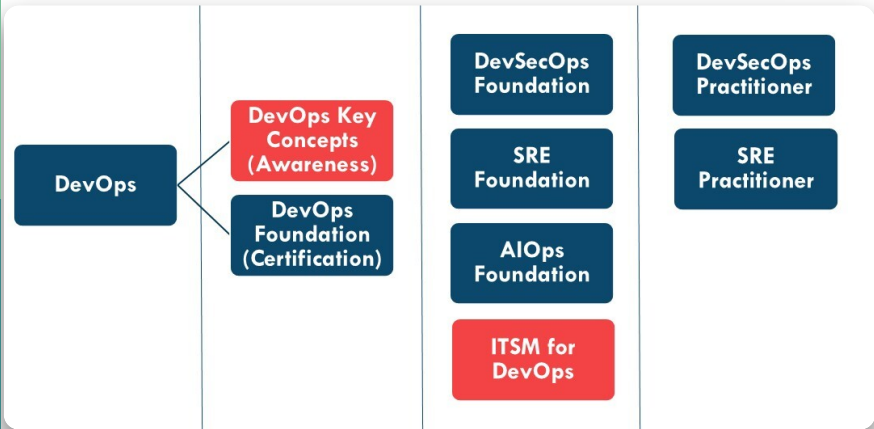 DevOps
DevOps Key
Concepts
(Awareness)
DevOps
Foundation
(Certification)
DevSecOps
Foundation
SRE
Foundation
AIOps
Foundation
ITSM for
DevOps
DevSecOps
Practitioner
SRE
Practitioner